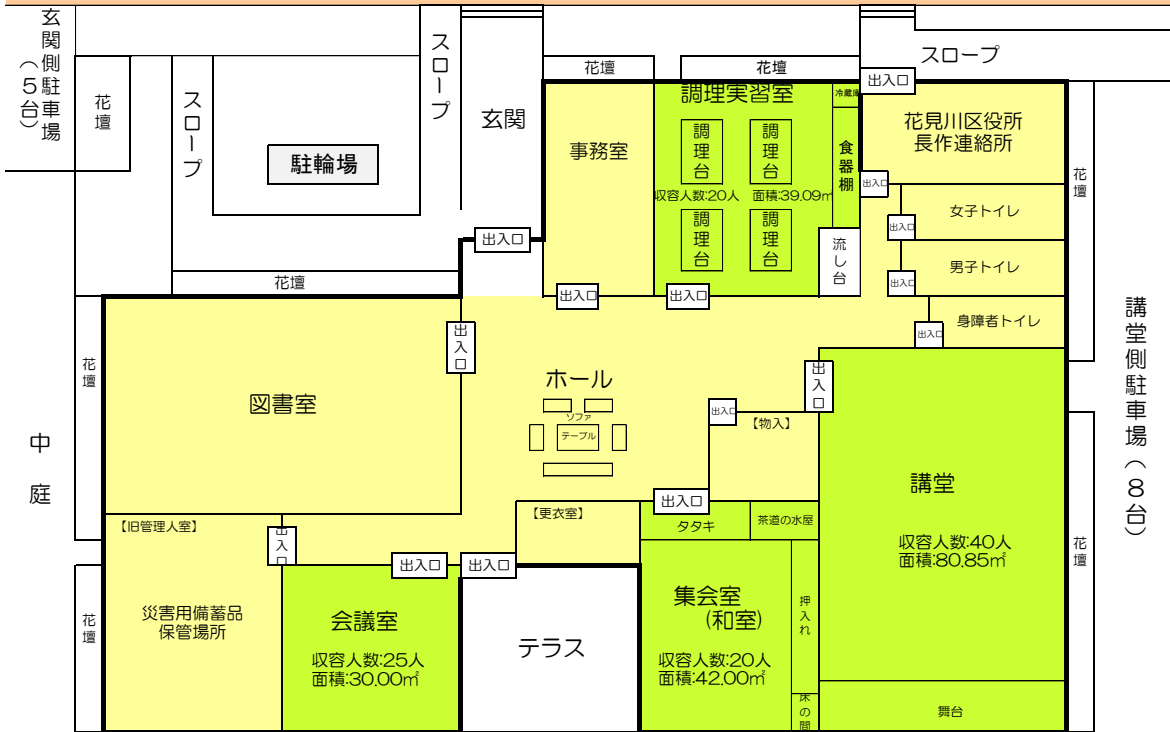 玄関側駐車場
（５台）
花壇
スロープ
駐輪場
花壇
スロープ
玄関
出入口
花壇
事務室
出入口
花壇
調理実習室
冷蔵庫
食器棚
調理台
調理台
収容人数:20人
面積:39.09㎡
調理台
調理台
流し台
出入口
スロープ
出入口
花見川区役所
長作連絡所
出入口
女子トイレ
出入口
男子トイレ
出入口
身障者トイレ
出入口
花壇
講堂側駐車場（８台）
花壇
中庭
花壇
花壇
図書室
出入口
ホール
ソファ
テーブル
出入口
【物入】
出入口
講堂
収容人数:40人
面積:80.85㎡
舞台
【旧管理人室】
災害用備蓄品
保管場所
出入口
出入口
会議室
収容人数:25人
面積:30.00㎡
出入口
【更衣室】
テラス
出入口
タタキ
茶道の水屋
集会室
(和室)
収容人数:20人
面積:42.00㎡
押入れ
床の間